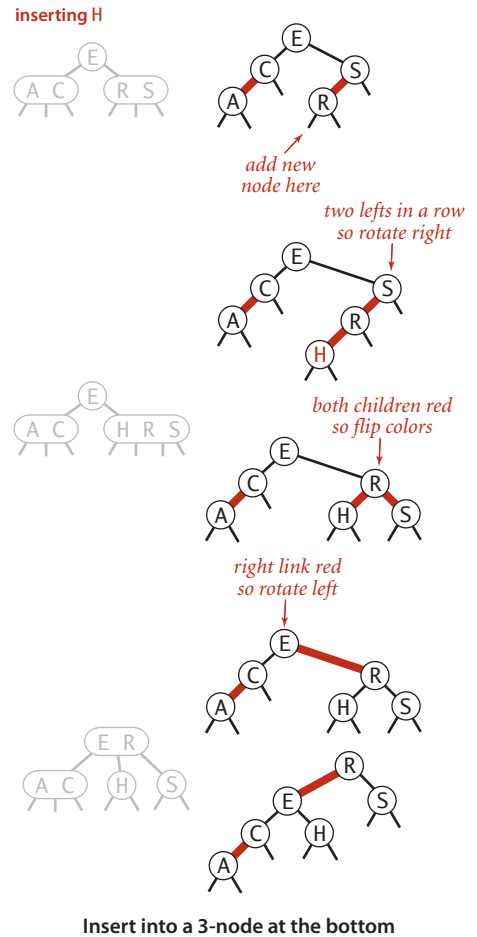 inserting H
E
A C
R S
E
C
S
A
R
add new
node here
two lefts in a row
so rotate right
E
C
S
A
R
H
E
A C
H R S
both children red
so flip colors
E
C
R
A
H
S
right link red
so rotate left
E
C
R
A
H
S
E R
A C
H
S
R
E
S
C
H
A
Insert into a 3-node at the bottom